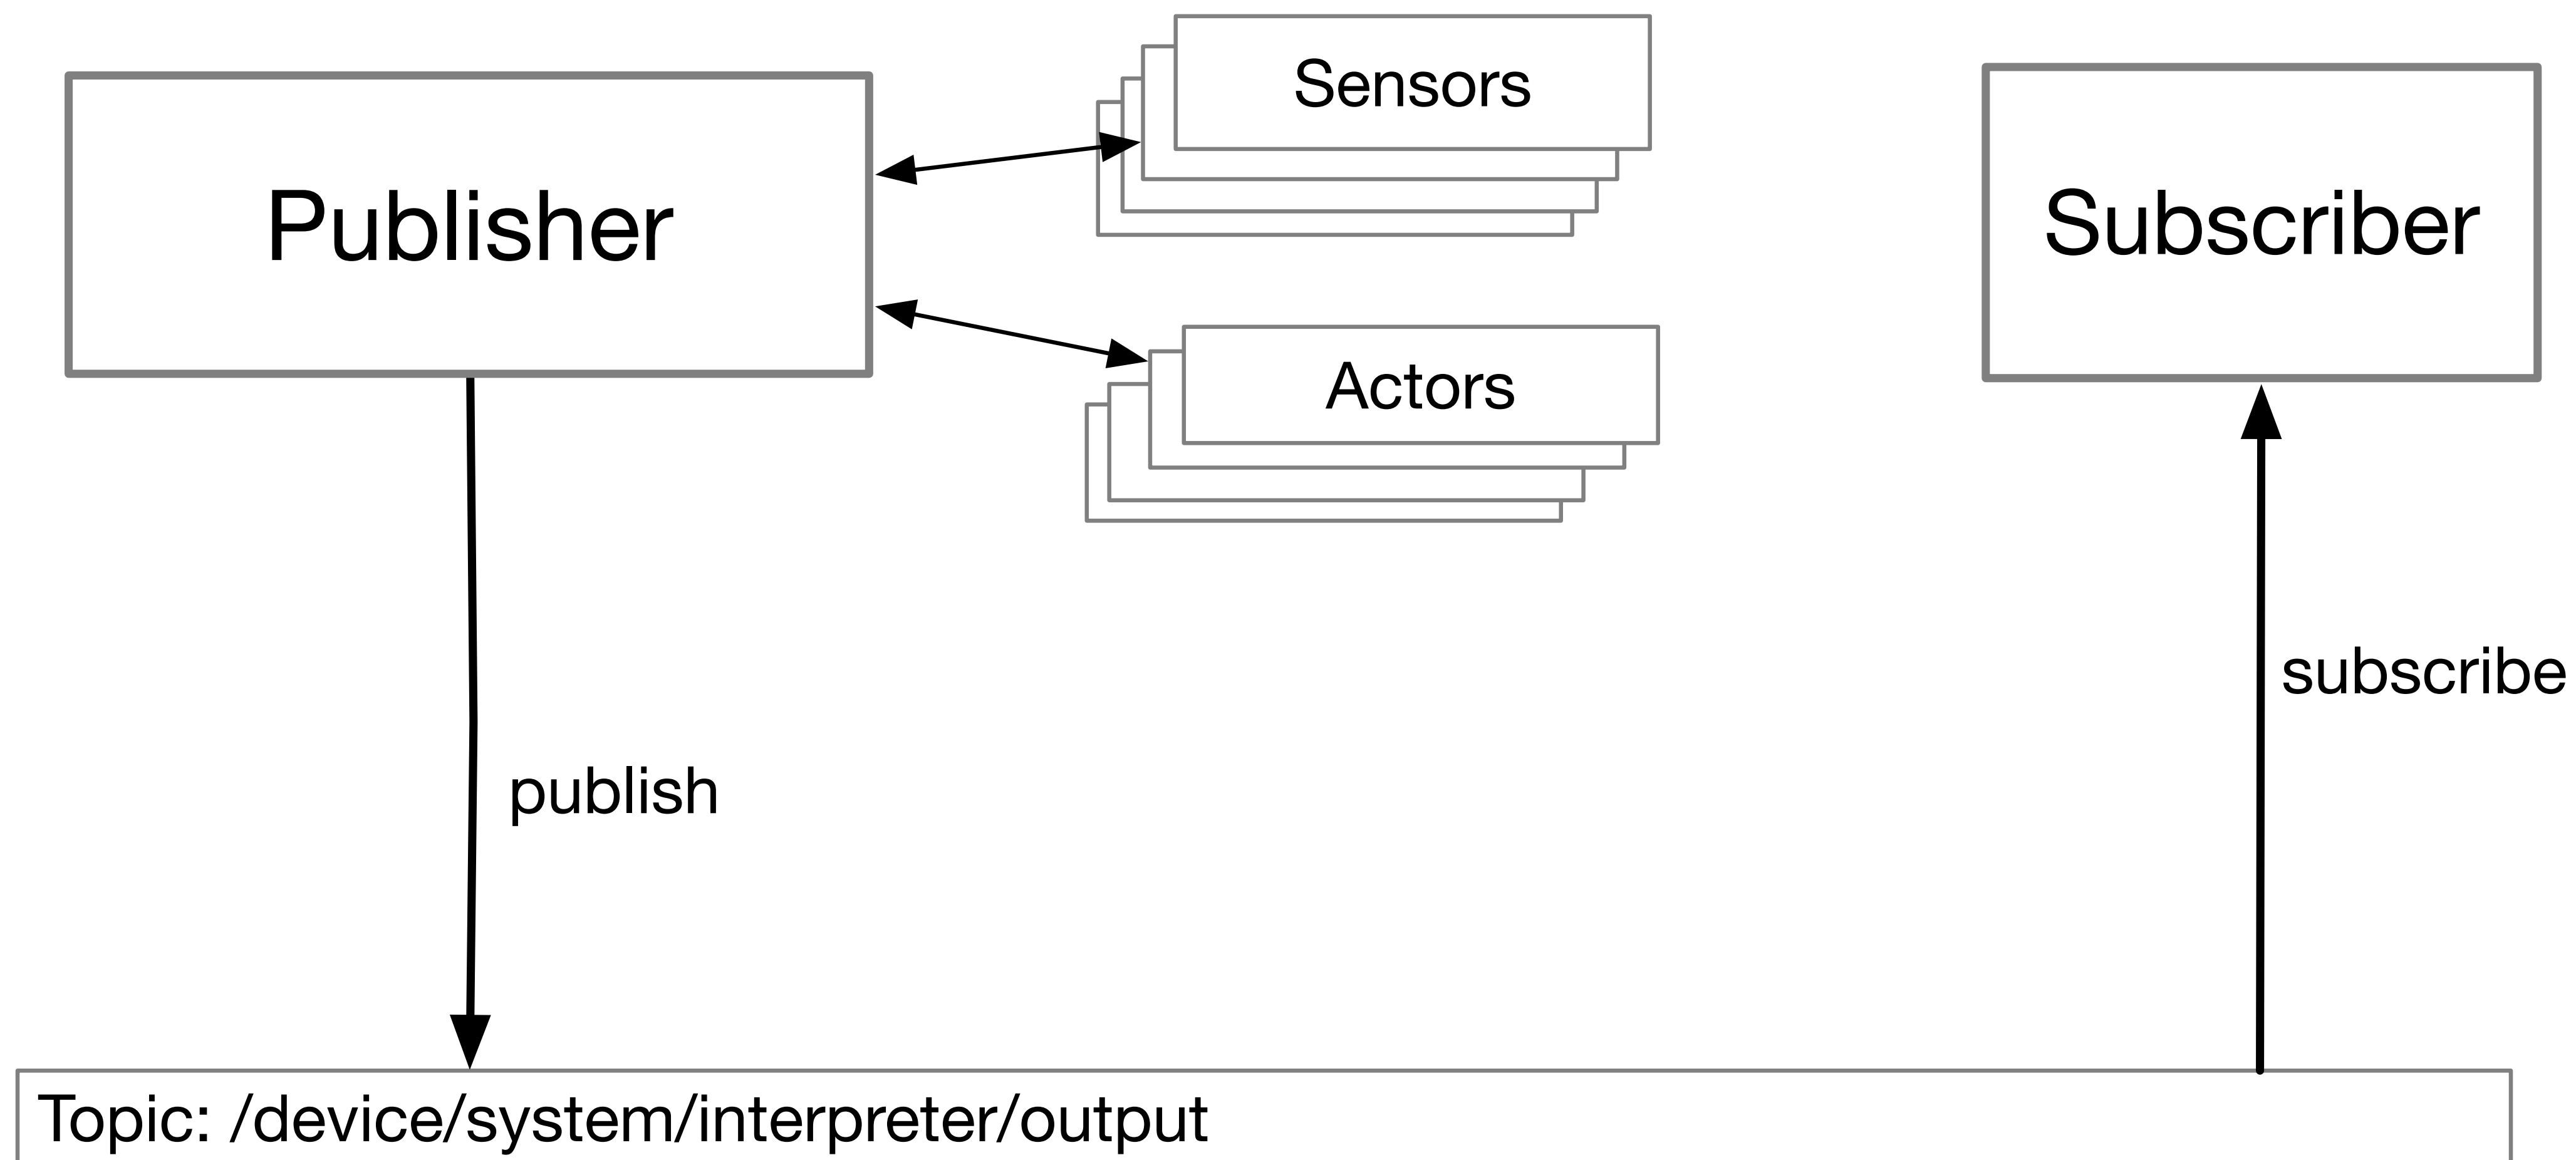 Sensors
Publisher
Subscriber
Actors
subscribe
publish
Topic: /device/system/interpreter/output